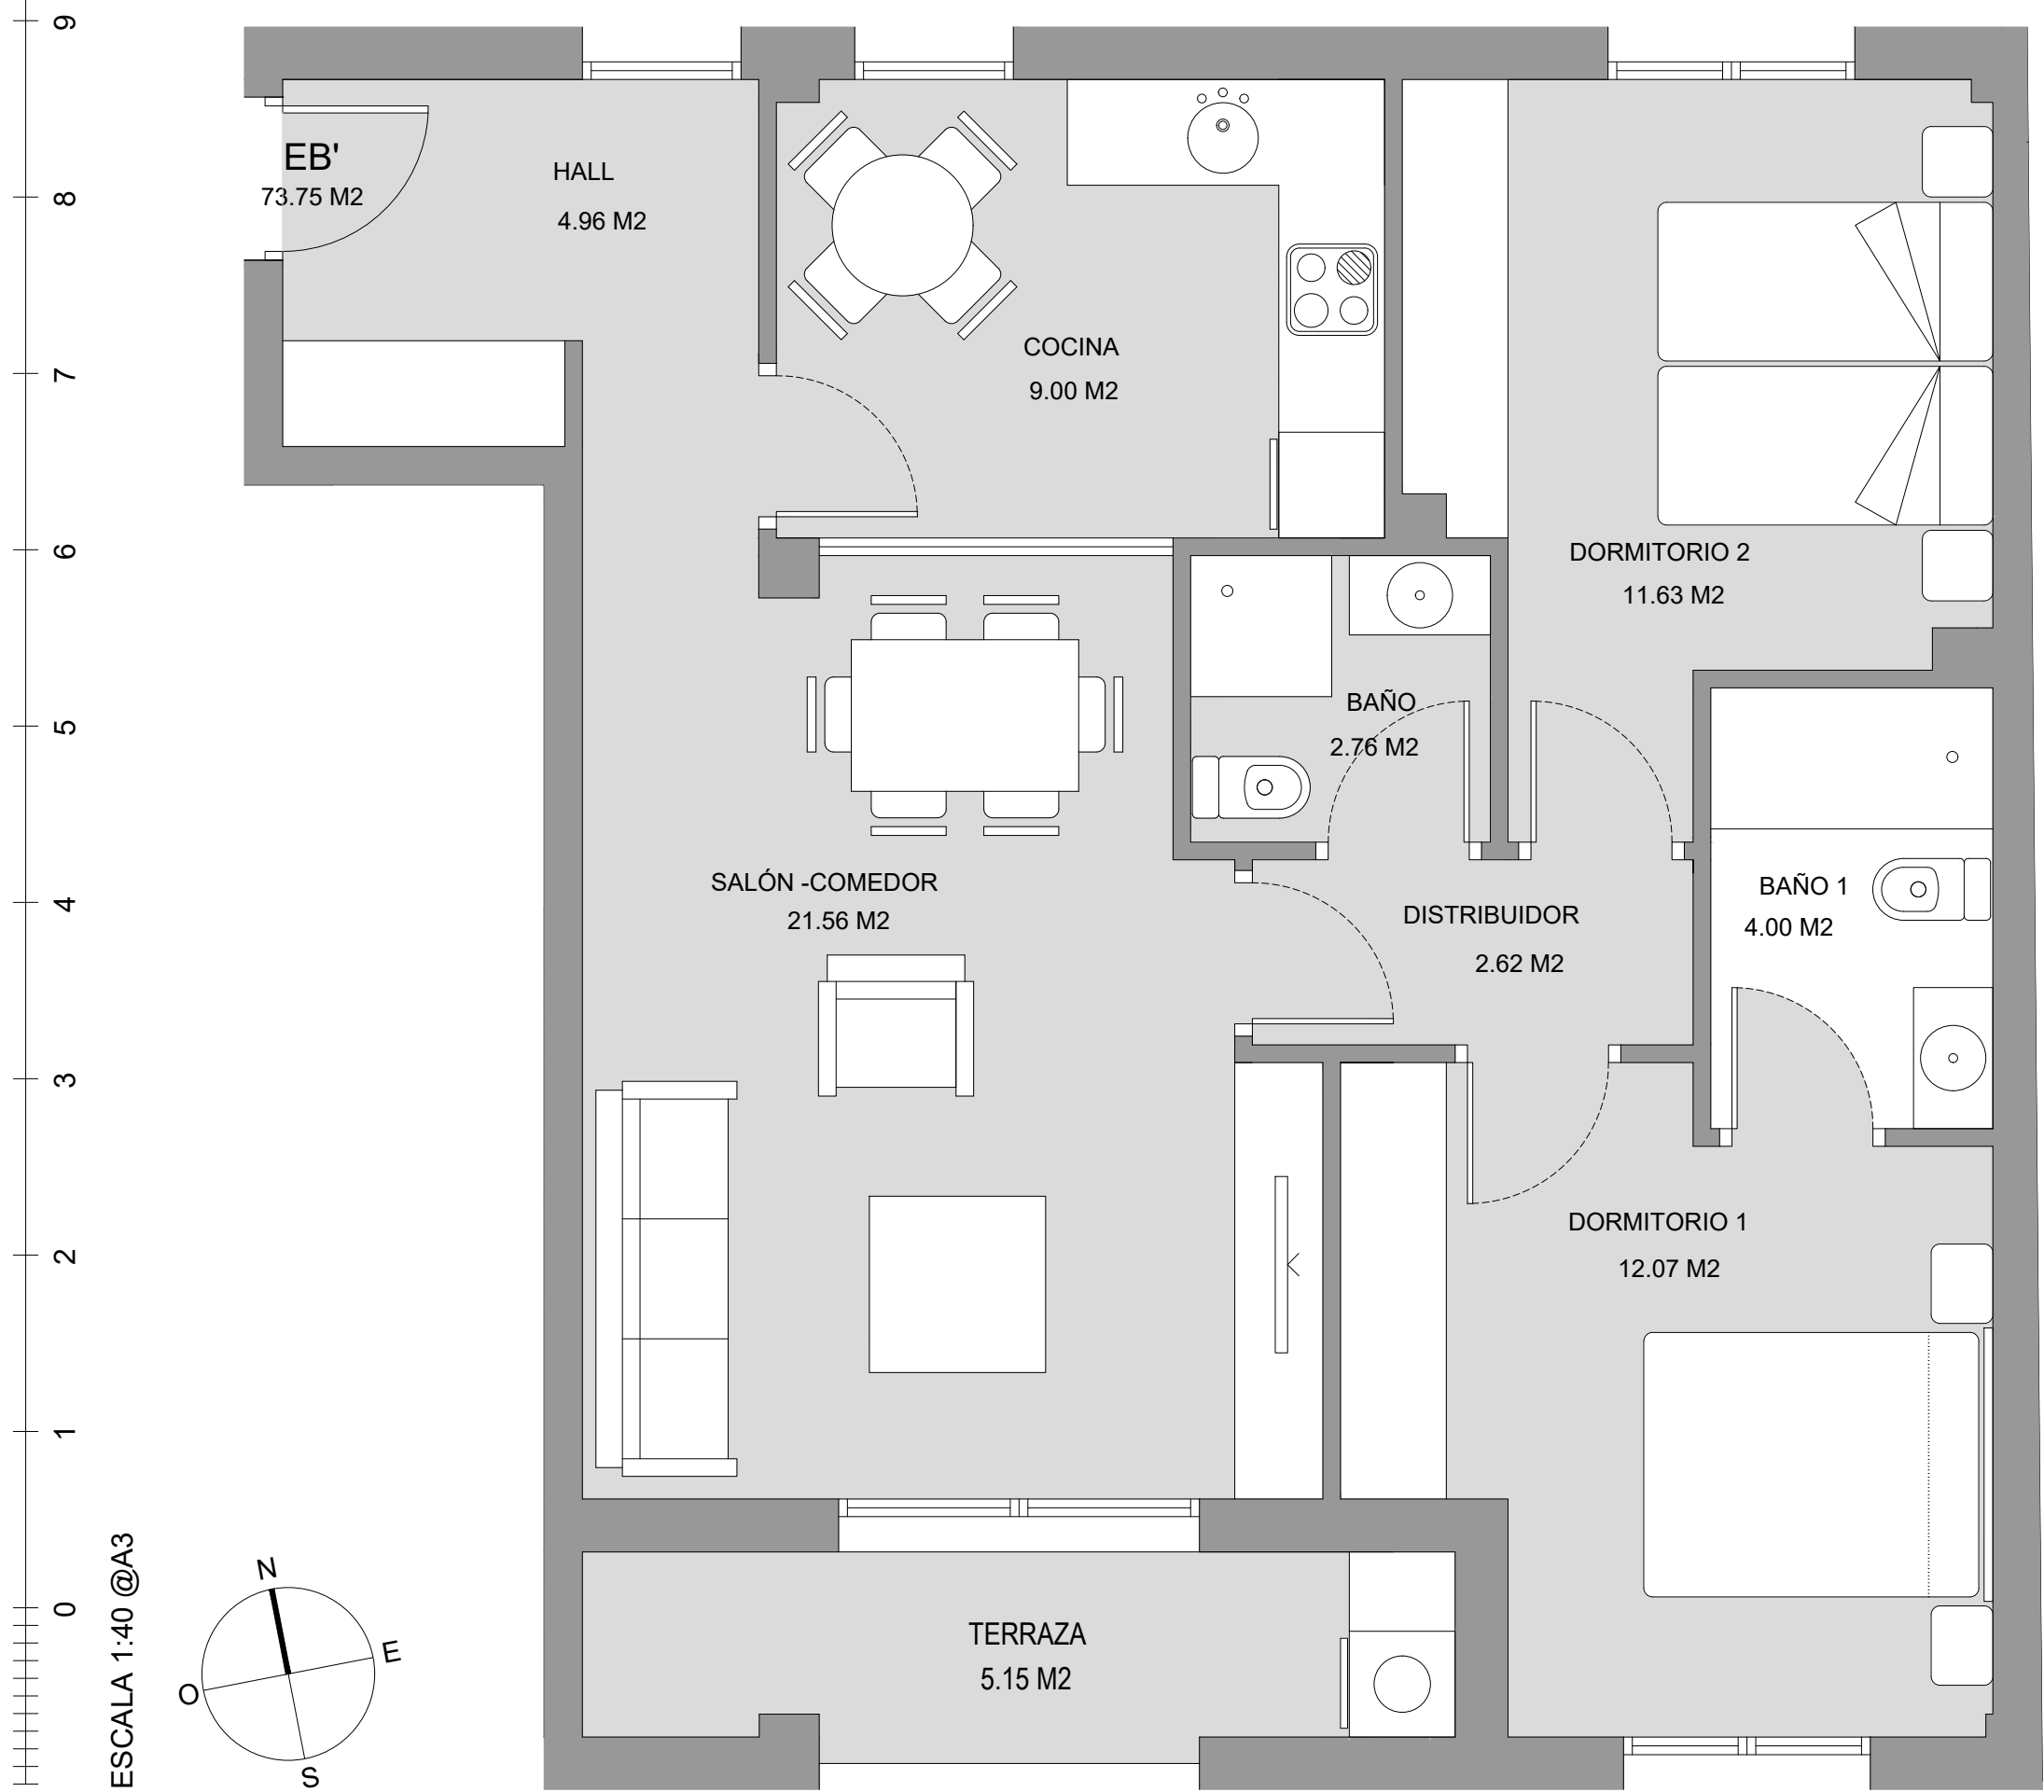 9
8
7
6
5
4
3
2
1
0
ESCALA 1:40 @A3
N
E
O
S
EB'
73.75 M2
HALL
4.96 M2
COCINA
9.00 M2
DORMITORIO 2
11.63 M2
BAÑO
2.76 M2
SALÓN -COMEDOR
21.56 M2
DISTRIBUIDOR
2.62 M2
BAÑO 1
4.00 M2
DORMITORIO 1
12.07 M2
TERRAZA
5.15 M2